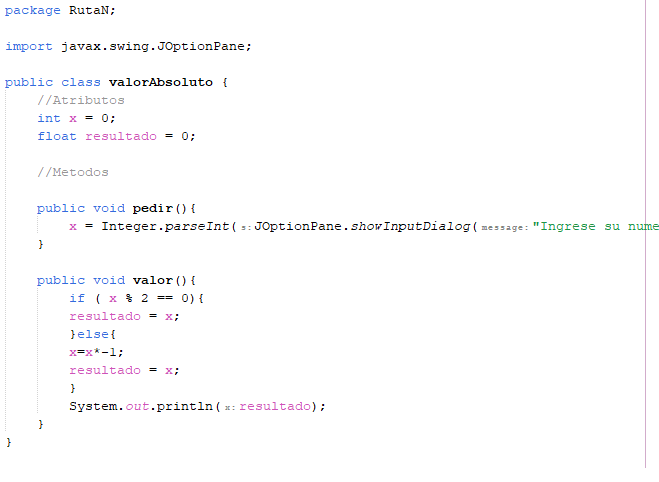 package RutaN;
import javax.swing.JOptionPane;
public class valorAbsoluto {
//Atributos
int x = 0;
float resultado = 0;
//Metodos
public void pedir(){
x = Integer.parseInt( s: JOptionPane.showInputDialog( message: "Ingrese su nume
}
public void valor(){
if ( x % 2 == 0){
resultado = x;
}else{
x=x*-1;
resultado = x;
}
System.out.println( x: resultado);
}
}